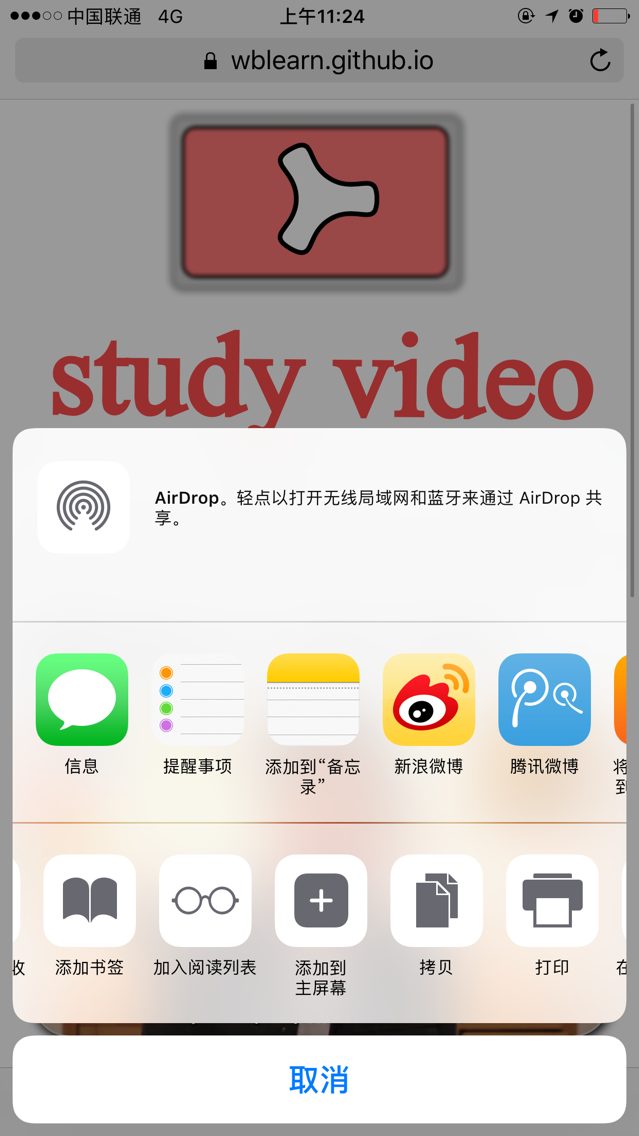 中国联通 4G 上午11:24
wblearn.github.io
study video
AirDrop。轻点以打开无线局域网和蓝牙来通过 AirDrop 共
享。
信息 提醒事项 添加到“备忘 新浪微博 腾讯微博
录”
添加书签 加入阅读列表 添加到 拷贝 打印
主屏幕
取消